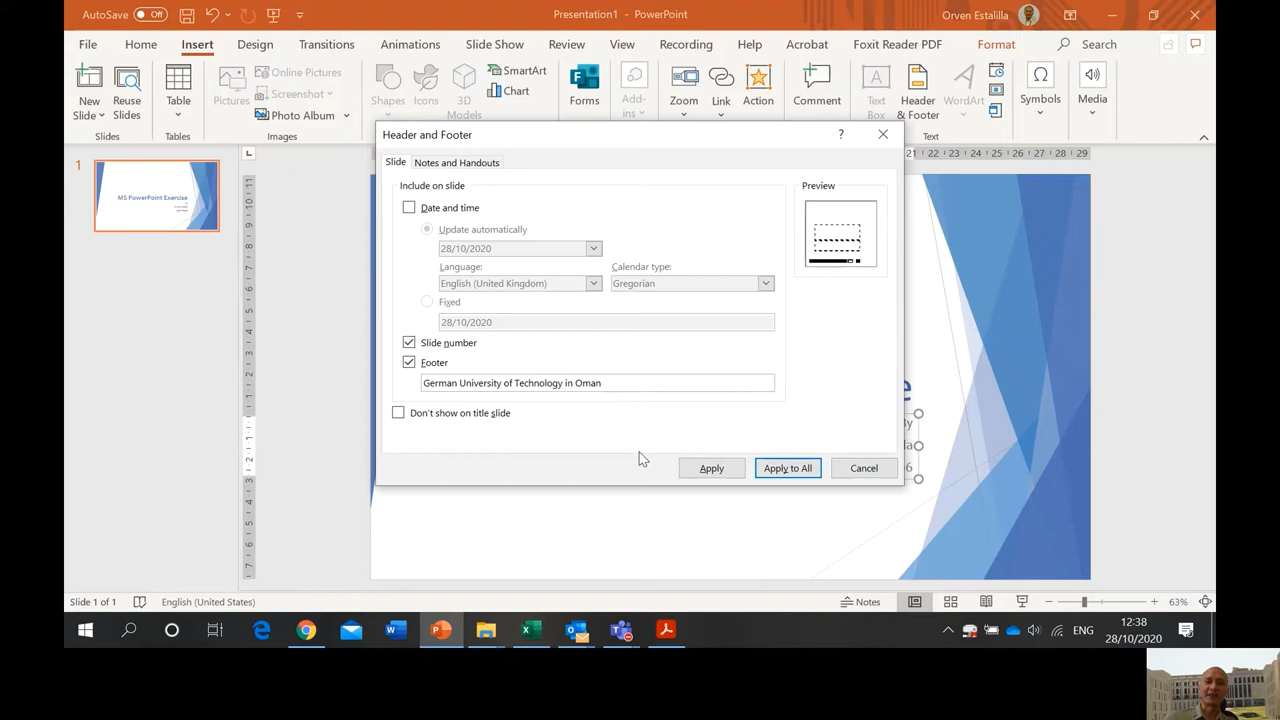 AutoSave Off
Presentation1 - PowerPoint
Orven Estalilla
File Home Insert Design Transitions Animations Slide Show Review View Recording Help Acrobat Foxit Reader PDF Format Search
New Slide
Reuse Slides
Slides
Table
Tables
Pictures
Online Pictures
Screenshot
Photo Album
Images
Shapes
Icons
3D Models
SmartArt
Chart
Forms
Add-ins
Zoom
Link
Action
Comment
Text Box
Header & Footer
WordArt
Text
Symbols
Media
Header and Footer
Slide
Notes and Handouts
Include on slide
Date and time
Update automatically
28/10/2020
Language:
Calendar type:
English (United Kingdom)
Gregorian
Fixed
28/10/2020
Slide number
Footer
German University of Technology in Oman
Don't show on title slide
Preview
Apply
Apply to All
Cancel
1
MS PowerPoint Exercise
21 22 23 24 25 26 27 28 29
Slide 1 of 1
English (United States)
Notes
63%
ENG
12:38
28/10/2020